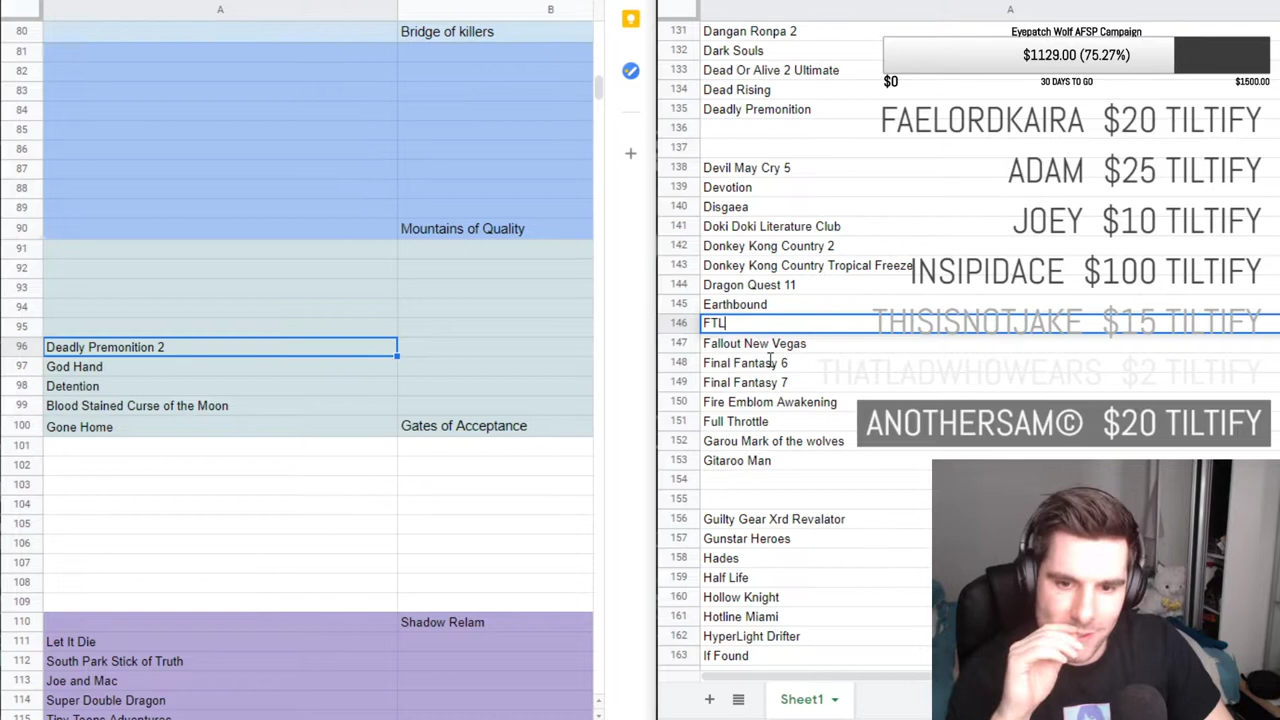 A
B
80 Bridge of killers
81
82
83
84
85
86
87
88
89
90 Mountains of Quality
91
92
93
94
95
96 Deadly Premonition 2
97 God Hand
98 Detention
99 Blood Stained Curse of the Moon
100 Gone Home Gates of Acceptance
101
102
103
104
105
106
107
108
109
110 Shadow Relam
111 Let It Die
112 South Park Stick of Truth
113 Joe and Mac
114 Super Double Dragon
115 Tiny Toons Adventures
A
131 Dangan Ronpa 2
132 Dark Souls
133 Dead Or Alive 2 Ultimate
134 Dead Rising
135 Deadly Premonition
136
137
138 Devil May Cry 5
139 Devotion
140 Disgaea
141 Doki Doki Literature Club
142 Donkey Kong Country 2
143 Donkey Kong Country Tropical Freeze
144 Dragon Quest 11
145 Earthbound
146 FTL
147 Fallout New Vegas
148 Final Fantasy 6
149 Final Fantasy 7
150 Fire Emblom Awakening
151 Full Throttle
152 Garou Mark of the wolves
153 Gitaroo Man
154
155
156 Guilty Gear Xrd Revalator
157 Gunstar Heroes
158 Hades
159 Half Life
160 Hollow Knight
161 Hotline Miami
162 HyperLight Drifter
163 If Found
Sheet1
Eyepatch Wolf AFSP Campaign
$1129.00 (75.27%)
$0 30 DAYS TO GO $1500.00
FAELORDKAIRA $20 TILTIFY
ADAM $25 TILTIFY
JOEY $10 TILTIFY
INSIPIDACE $100 TILTIFY
THISISNOTJAKE $15 TILTIFY
THATLADWHOWEARS $2 TILTIFY
ANOTHERSAM© $20 TILTIFY